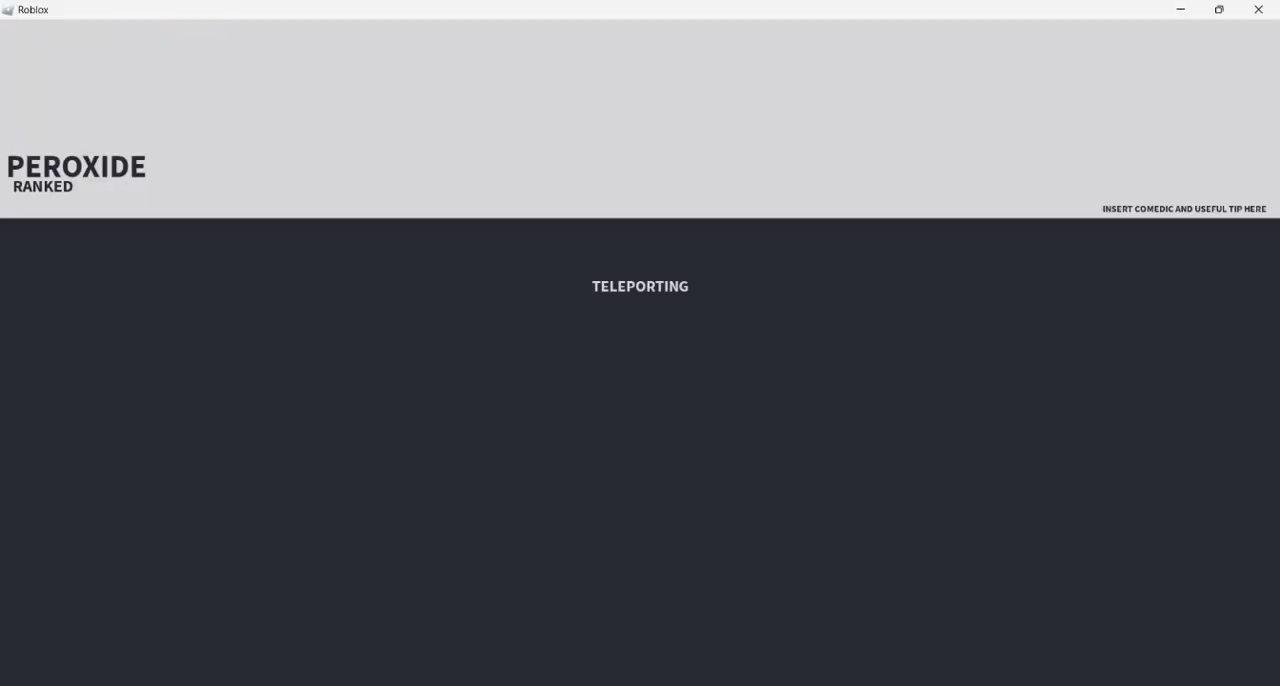 Roblox
PEROXIDE
RANKED
INSERT COMEDIC AND USEFUL TIP HERE
TELEPORTING